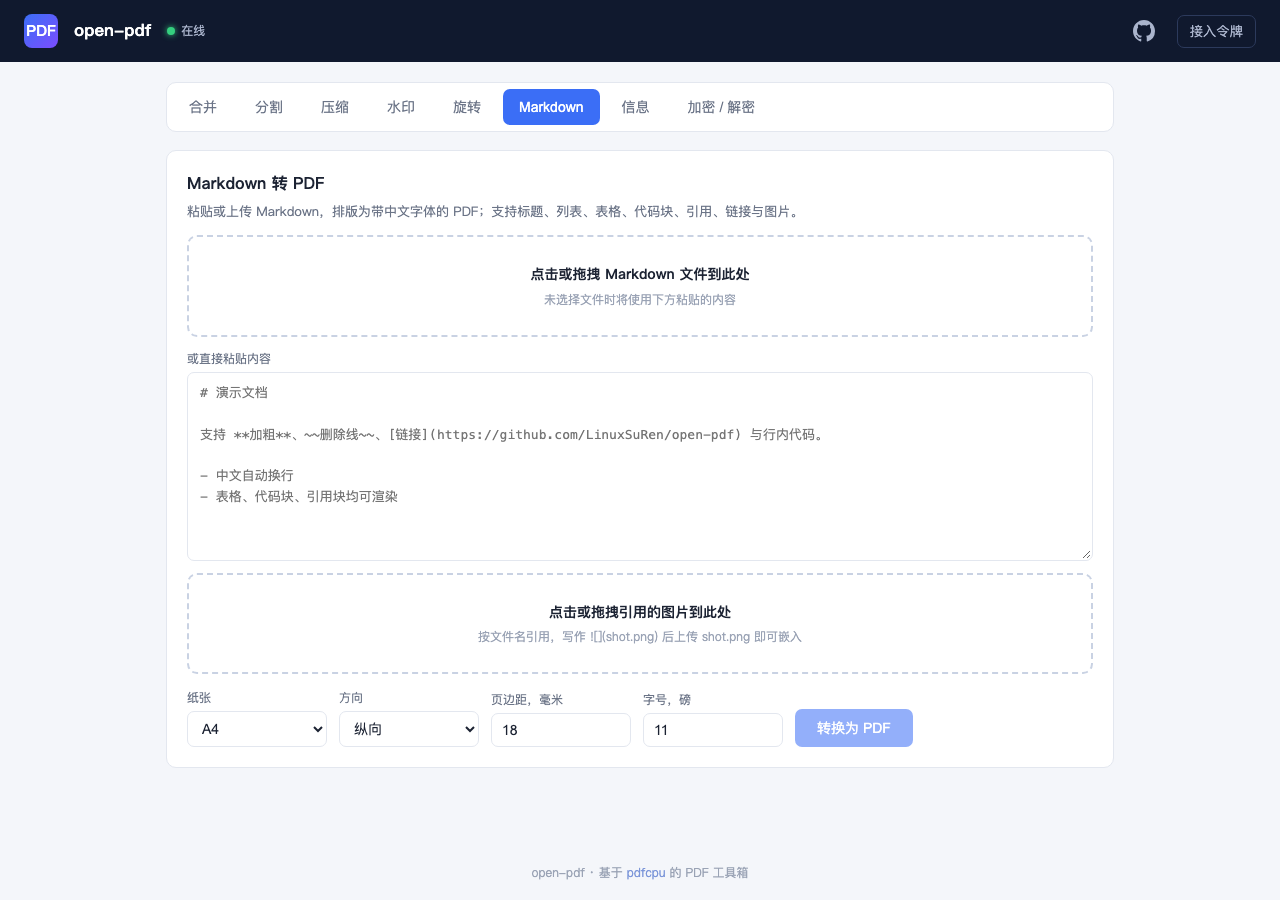 PDF open-pdf 在线 接入令牌
合并 分割 压缩 水印 旋转 Markdown 信息 加密 / 解密
Markdown 转 PDF
粘贴或上传 Markdown，排版为带中文字体的 PDF；支持标题、列表、表格、代码块、引用、链接与图片。
点击或拖拽 Markdown 文件到此处
未选择文件时将使用下方粘贴的内容
或直接粘贴内容
# 演示文档
支持 **加粗**、~~删除线~~、[链接](https://github.com/LinuxSuRen/open-pdf) 与行内代码。
- 中文自动换行
- 表格、代码块、引用块均可渲染
点击或拖拽引用的图片到此处
按文件名引用，写作 ![](shot.png) 后上传 shot.png 即可嵌入
纸张 方向 页边距，毫米 字号，磅
A4 纵向 18 11 转换为 PDF
open-pdf · 基于 pdfcpu 的 PDF 工具箱